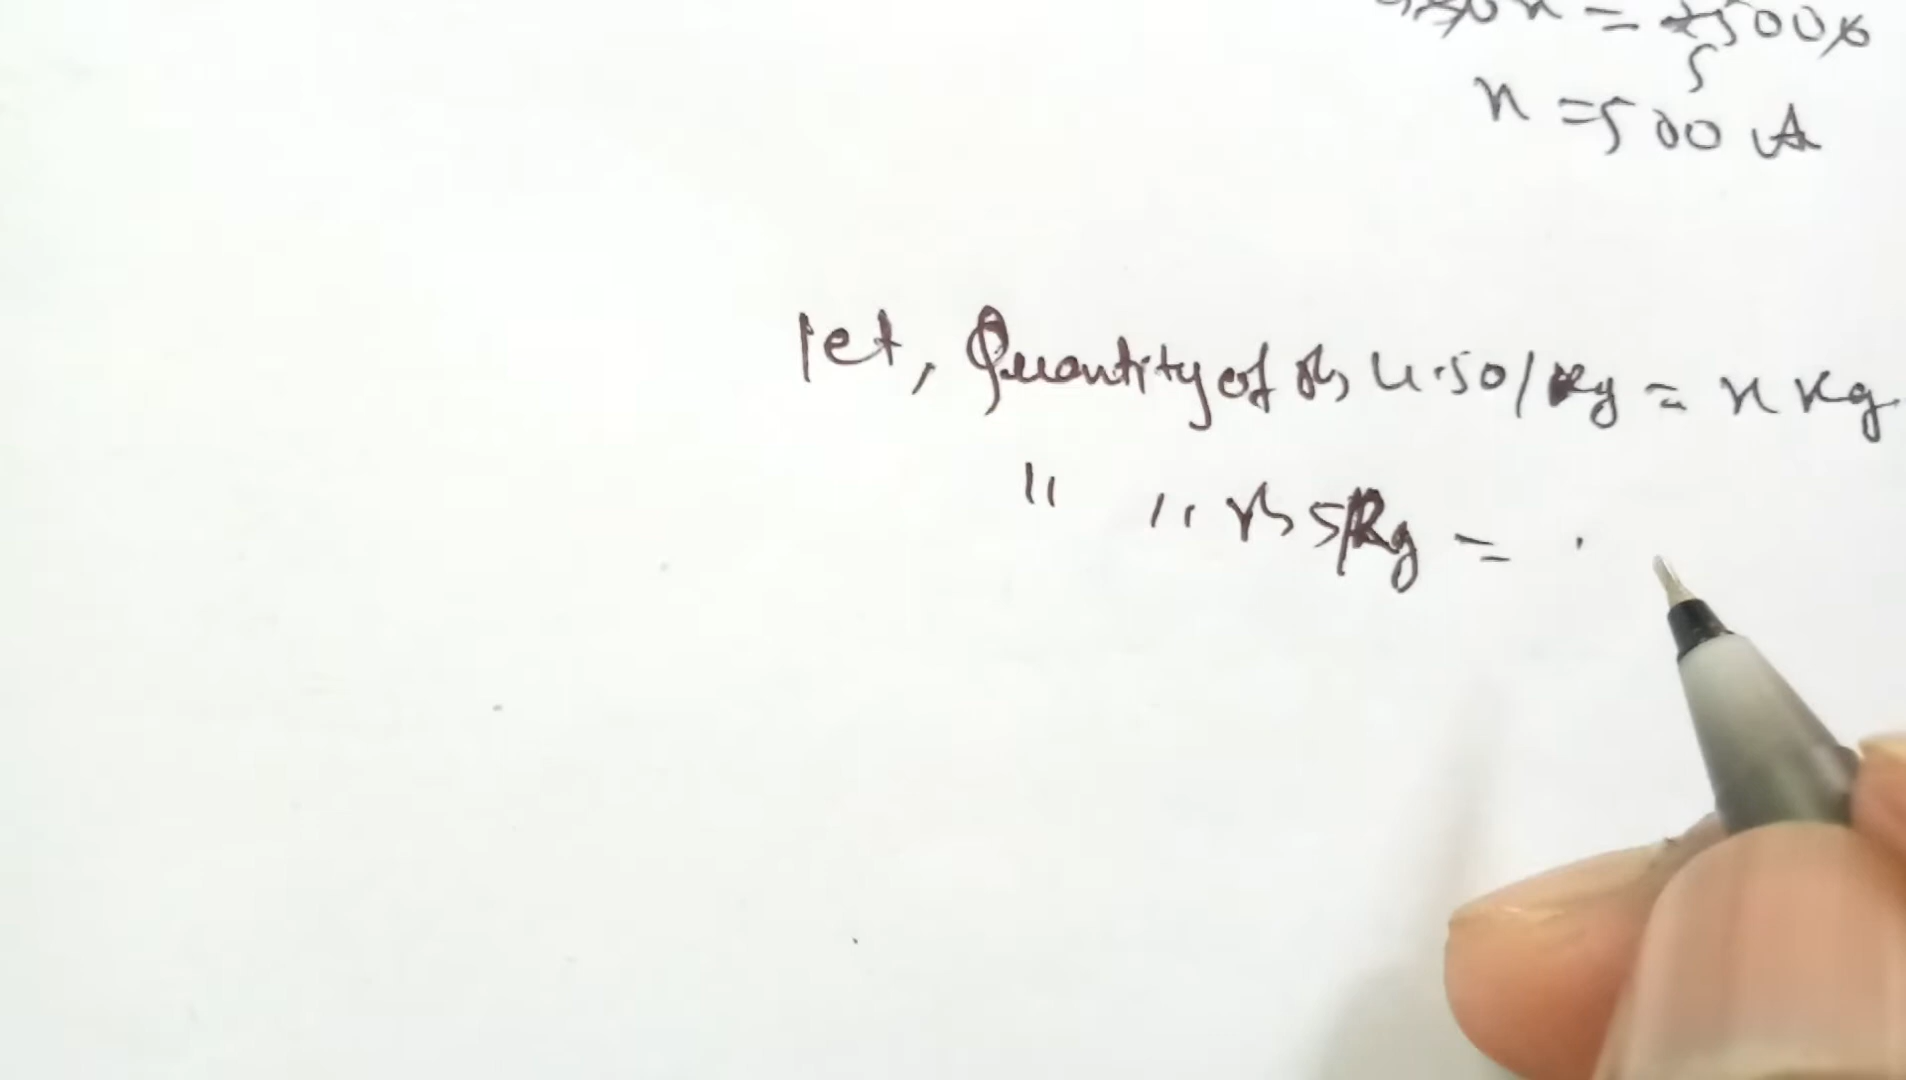 x = 500 A
let, Quantity of Rs 4.50/Kg = x Kg
" " Rs 5/Kg =